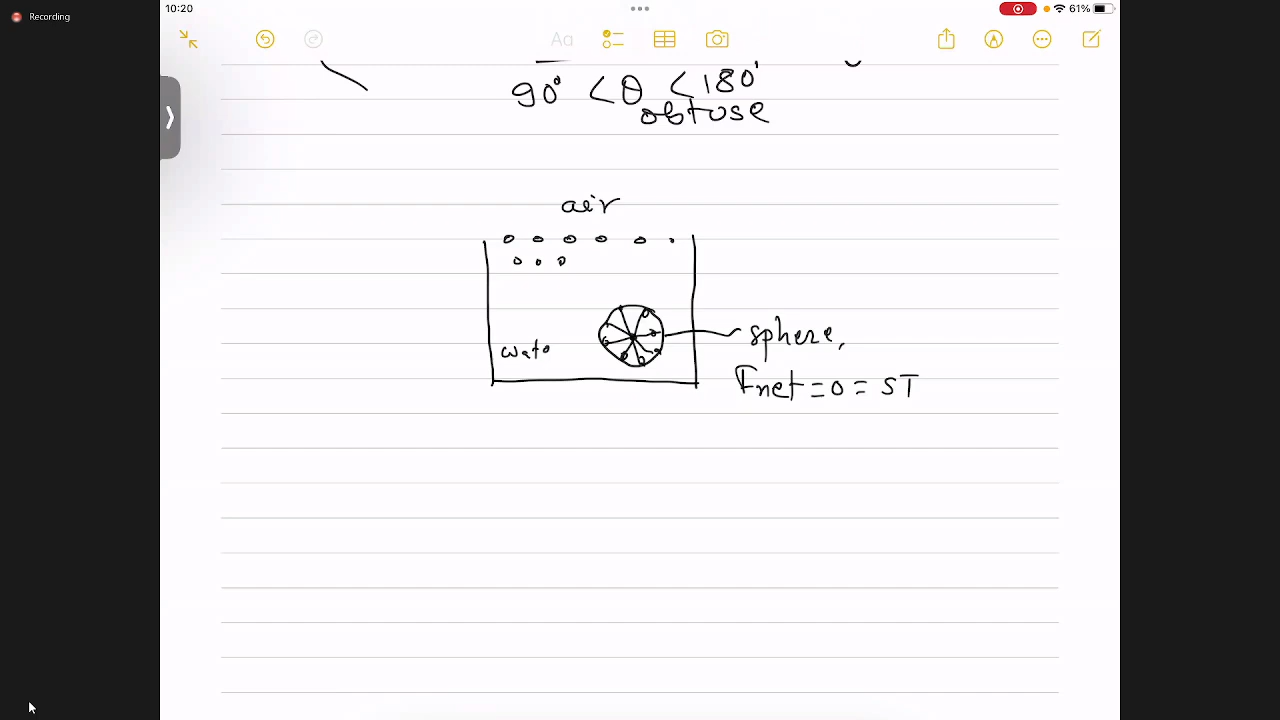 Recording
10:20
61%
Aa
90° < θ < 180°
obtuse
air
wate
sphere,
Fnet = 0 = ST